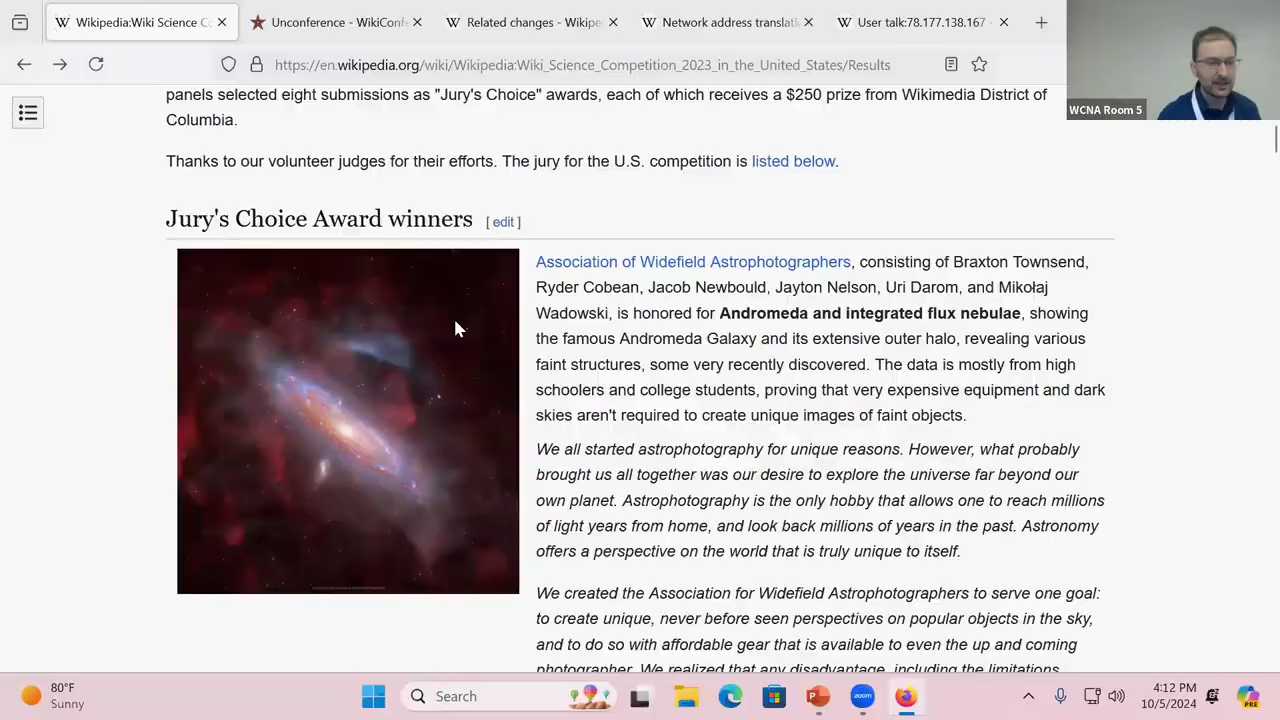 Wikipedia:Wiki Science C
Unconference - WikiConf
Related changes - Wikipe
Network address translati
User talk:78.177.138.167 -
https://en.wikipedia.org/wiki/Wikipedia:Wiki_Science_Competition_2023_in_the_United_States/Results
WCNA Room 5
panels selected eight submissions as "Jury's Choice" awards, each of which receives a $250 prize from Wikimedia District of
Columbia.
Thanks to our volunteer judges for their efforts. The jury for the U.S. competition is listed below.
Jury's Choice Award winners [ edit ]
Association of Widefield Astrophotographers, consisting of Braxton Townsend,
Ryder Cobean, Jacob Newbould, Jayton Nelson, Uri Darom, and Mikołaj
Wadowski, is honored for Andromeda and integrated flux nebulae, showing
the famous Andromeda Galaxy and its extensive outer halo, revealing various
faint structures, some very recently discovered. The data is mostly from high
schoolers and college students, proving that very expensive equipment and dark
skies aren't required to create unique images of faint objects.
We all started astrophotography for unique reasons. However, what probably
brought us all together was our desire to explore the universe far beyond our
own planet. Astrophotography is the only hobby that allows one to reach millions
of light years from home, and look back millions of years in the past. Astronomy
offers a perspective on the world that is truly unique to itself.
We created the Association for Widefield Astrophotographers to serve one goal:
to create unique, never before seen perspectives on popular objects in the sky,
and to do so with affordable gear that is available to even the up and coming
photographer. We realized that any disadvantage, including the limitations
80°F
Sunny
Search
zoom
4:12 PM
10/5/2024
PRE